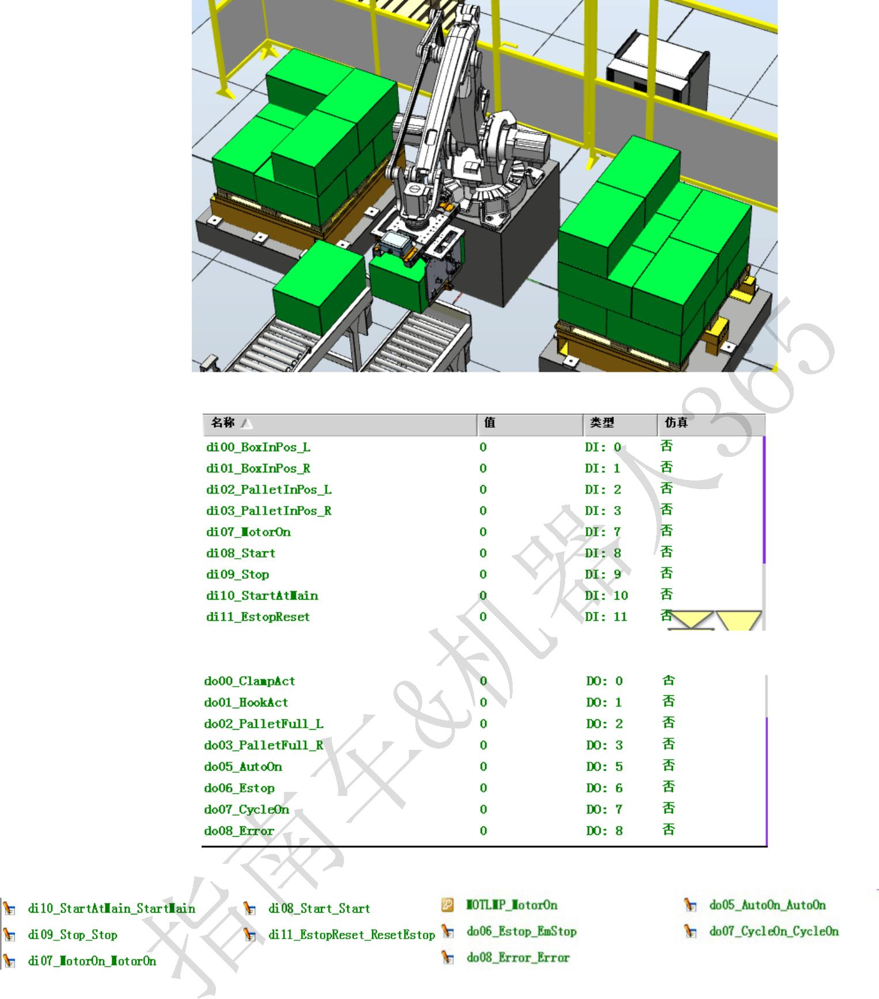 名称 值 类型 仿真
di00_BoxInPos_L 0 DI: 0 否
di01_BoxInPos_R 0 DI: 1 否
di02_PalletInPos_L 0 DI: 2 否
di03_PalletInPos_R 0 DI: 3 否
di07_MotorOn 0 DI: 7 否
di08_Start 0 DI: 8 否
di09_Stop 0 DI: 9 否
di10_StartAtMain 0 DI: 10 否
di11_EstopReset 0 DI: 11 否
do00_ClampAct 0 DO: 0 否
do01_HookAct 0 DO: 1 否
do02_PalletFull_L 0 DO: 2 否
do03_PalletFull_R 0 DO: 3 否
do05_AutoOn 0 DO: 5 否
do06_Estop 0 DO: 6 否
do07_CycleOn 0 DO: 7 否
do08_Error 0 DO: 8 否
di10_StartAtMain_StartMain di08_Start_Start MOTLMP_MotorOn do05_AutoOn_AutoOn
di09_Stop_Stop di11_EstopReset_ResetEstop do06_Estop_EmStop do07_CycleOn_CycleOn
di07_MotorOn_MotorOn do08_Error_Error
指南车&机器人365